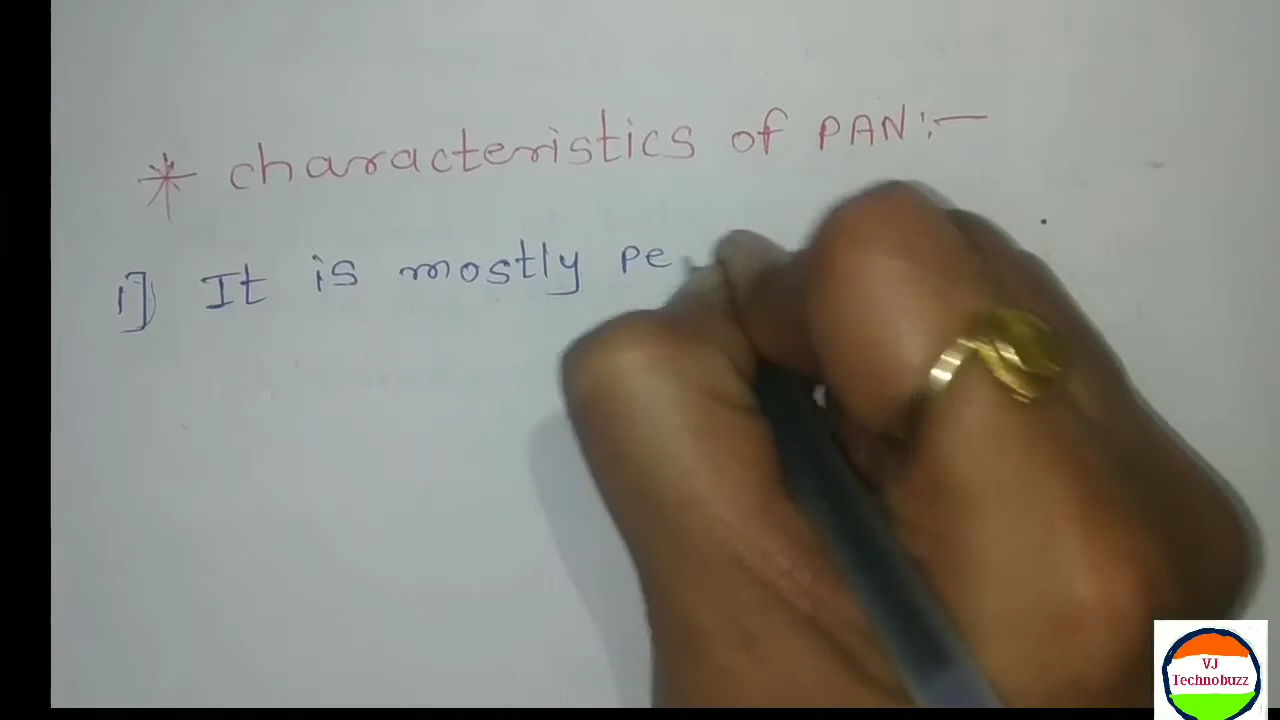 * characteristics of PAN:-
1] It is mostly pe
VJ
Technobuzz